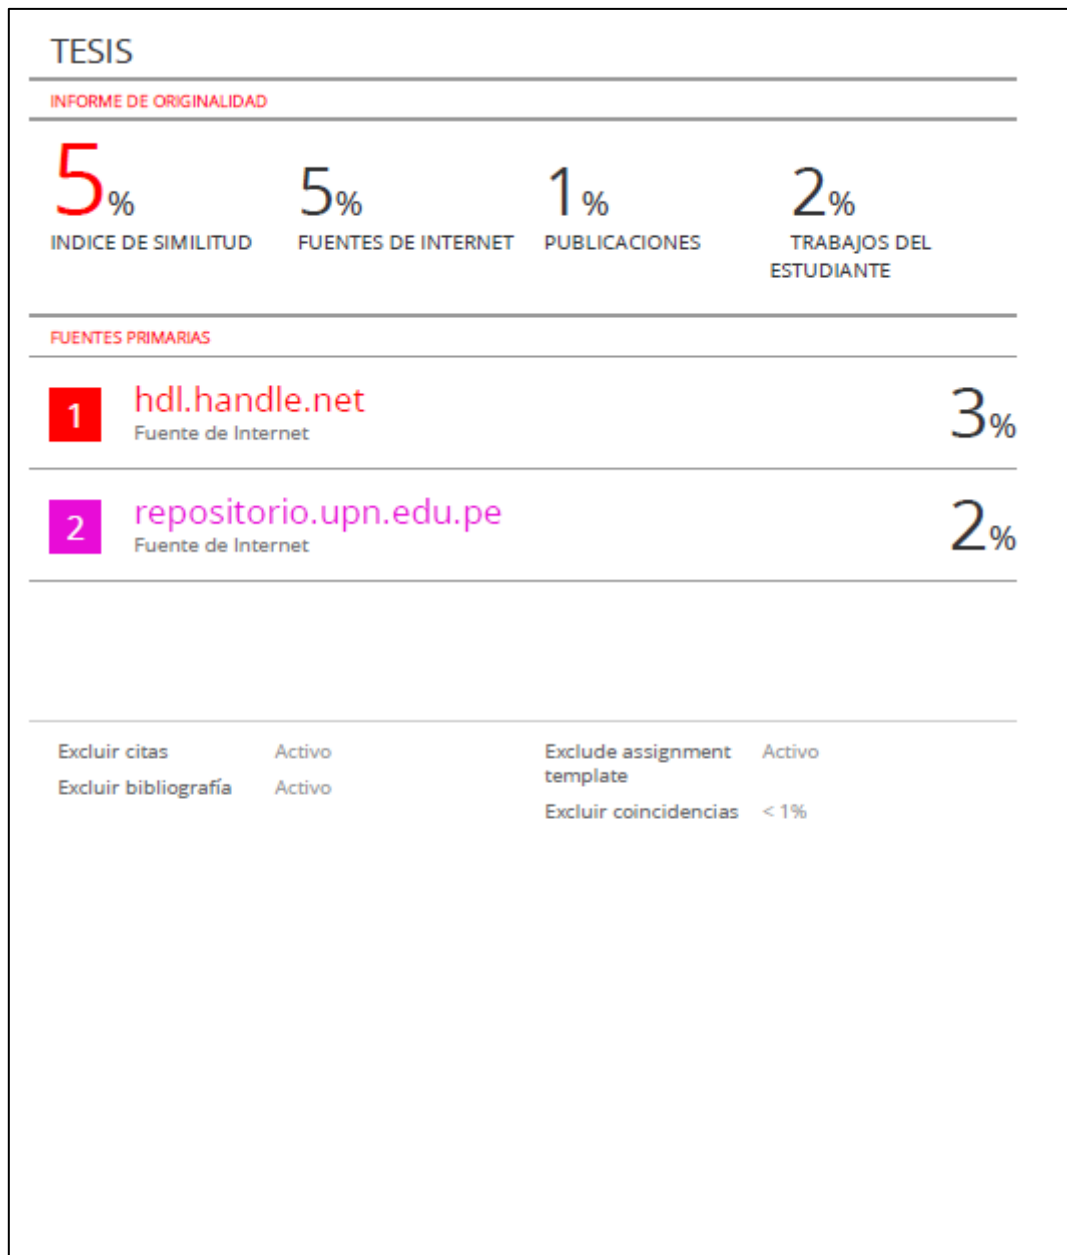 TESIS
INFORME DE ORIGINALIDAD
5% 5% 1% 2%
INDICE DE SIMILITUD FUENTES DE INTERNET PUBLICACIONES TRABAJOS DEL
ESTUDIANTE
FUENTES PRIMARIAS
1 hdl.handle.net 3%
Fuente de Internet
2 repositorio.upn.edu.pe 2%
Fuente de Internet
Excluir citas Activo
Excluir bibliografía Activo
Exclude assignment Activo
template
Excluir coincidencias < 1%